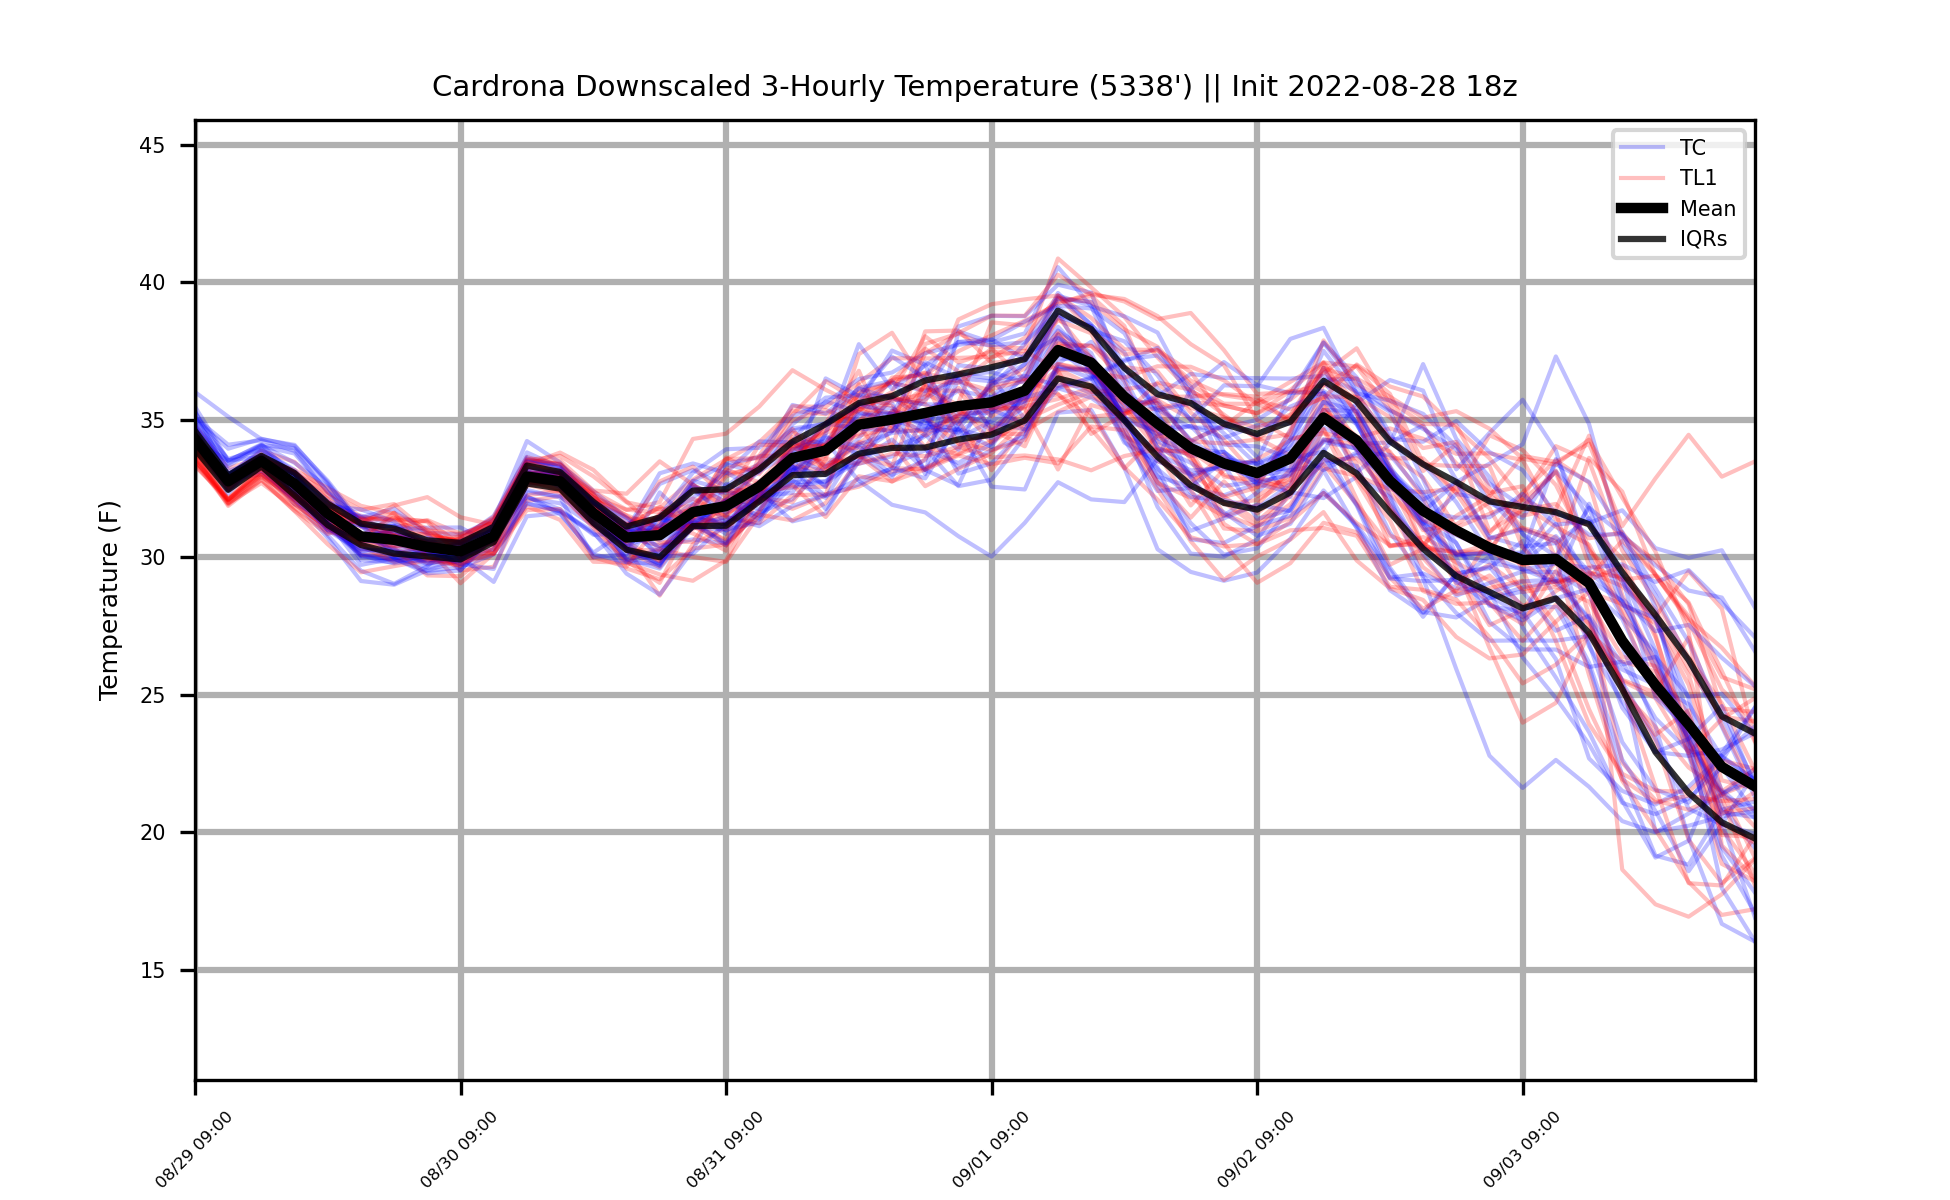 Cardrona Downscaled 3-Hourly Temperature (5338') || Init 2022-08-28 18z
TC
TL1
Mean
IQRs
Temperature (F)
45
40
35
30
25
20
15
08/29 09:00
08/30 09:00
08/31 09:00
09/01 09:00
09/02 09:00
09/03 09:00